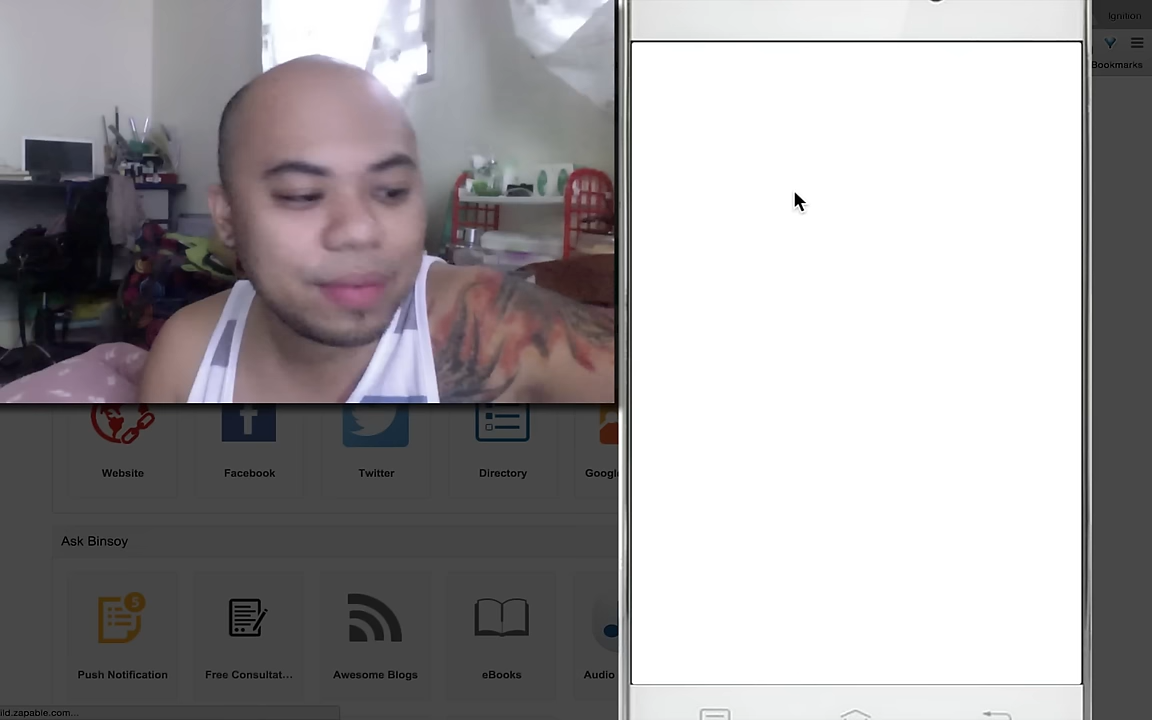 Ignition
Bookmarks
Website
Facebook
Twitter
Directory
Googl
Ask Binsoy
Push Notification
5
Free Consultat...
Awesome Blogs
eBooks
Audio
ild.zapable.com...